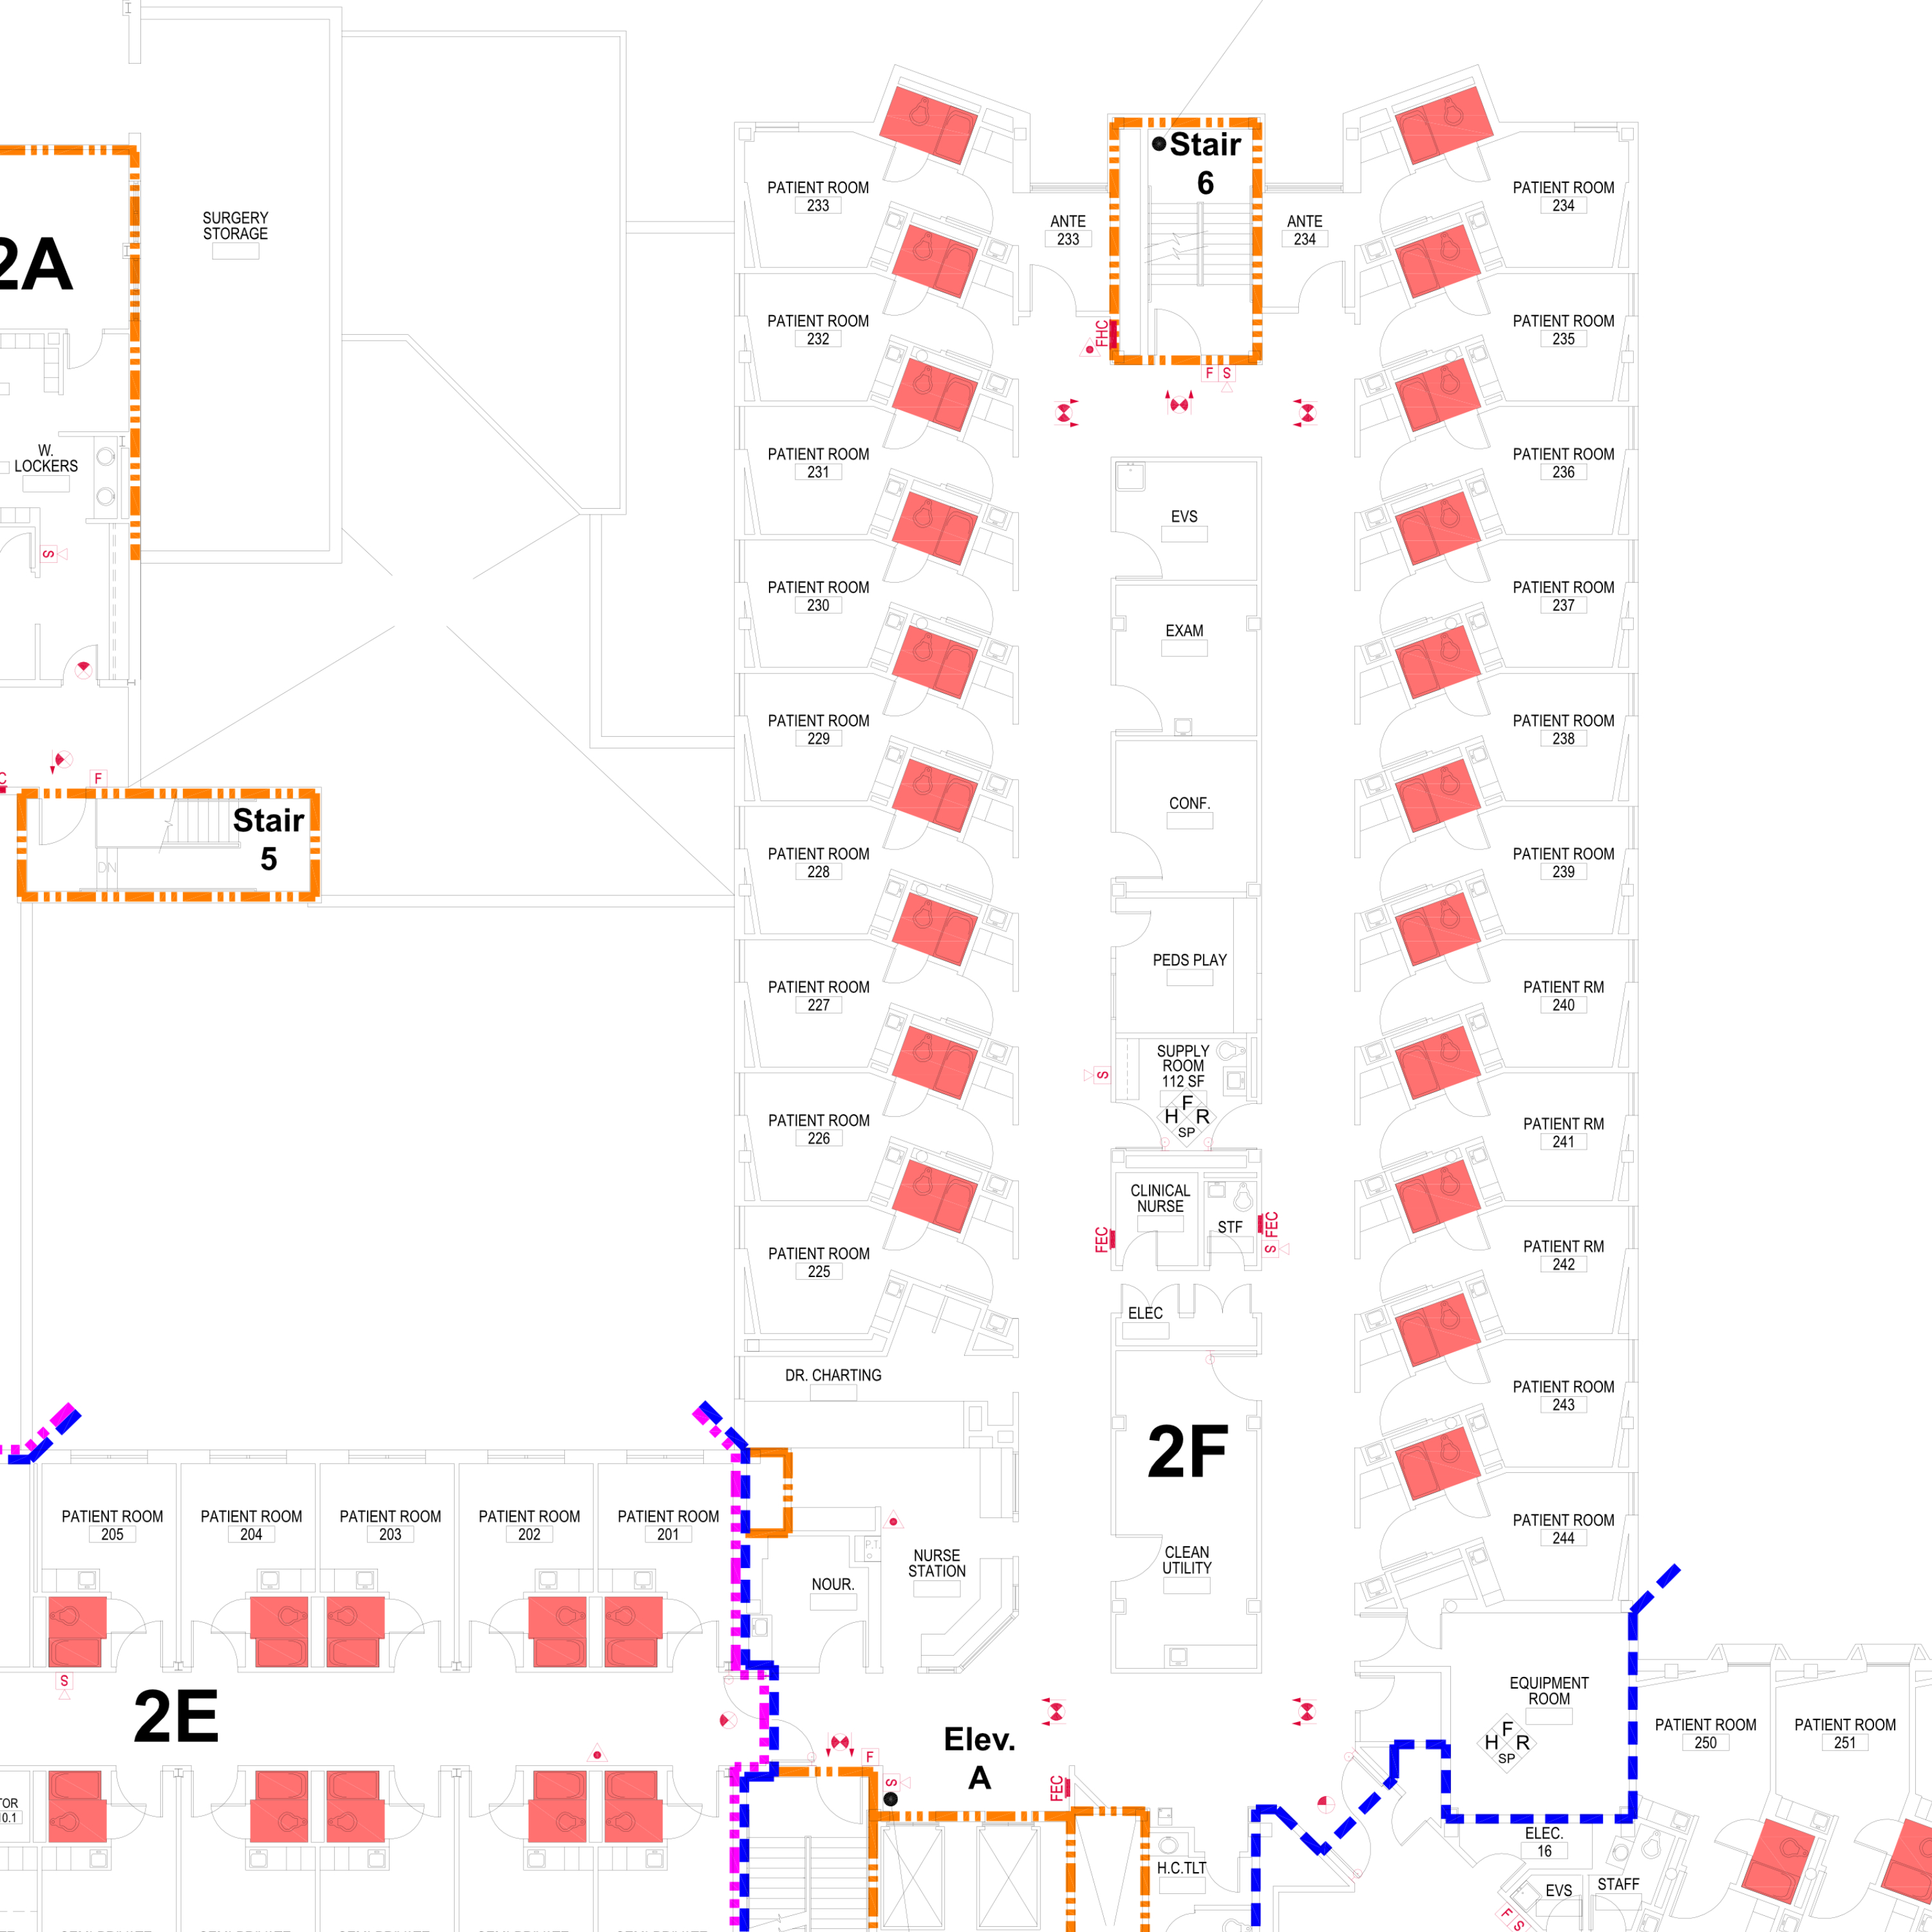 Stair
6
PATIENT ROOM
233
ANTE
233
ANTE
234
PATIENT ROOM
234
SURGERY
STORAGE
2A
PATIENT ROOM
232
FHC
F
S
PATIENT ROOM
235
W.
LOCKERS
S
PATIENT ROOM
231
PATIENT ROOM
236
EVS
PATIENT ROOM
230
EXAM
PATIENT ROOM
237
PATIENT ROOM
229
PATIENT ROOM
238
C
F
Stair
5
DN
CONF.
PATIENT ROOM
228
PATIENT ROOM
239
PEDS PLAY
PATIENT ROOM
227
PATIENT RM
240
S
SUPPLY
ROOM
112 SF
F
H R
SP
PATIENT ROOM
226
PATIENT RM
241
CLINICAL
NURSE
STF
FEC
FEC
S
PATIENT ROOM
225
PATIENT RM
242
ELEC
DR. CHARTING
PATIENT ROOM
243
2F
PATIENT ROOM
205
PATIENT ROOM
204
PATIENT ROOM
203
PATIENT ROOM
202
PATIENT ROOM
201
P.T.
NOUR.
NURSE
STATION
CLEAN
UTILITY
PATIENT ROOM
244
S
2E
Elev.
A
F
S
FEC
EQUIPMENT
ROOM
F
H R
SP
PATIENT ROOM
250
PATIENT ROOM
251
TOR
10.1
H.C.TLT
ELEC.
16
EVS
STAFF
F
S